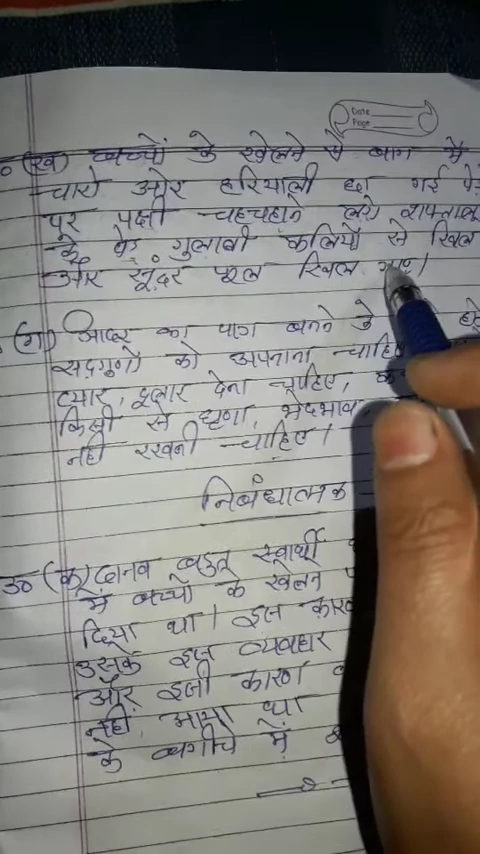 Date
Page
(ख) बच्चों के खेलने से बाग में
चारो ओर हरियाली छा गई पे
पर पक्षी चहचहाने लगे शफ्तालू
के गुलाबी कलियों से खिल
और सुंदर फूल खिल गए।
(ग) आदर का पात्र बनने के
सदगुणों को अपनाना चाहिए
प्यार, दुलार देना चाहिए,
किसी से घृणा, भेदभाव
नही रखनी चाहिए।
निबंधात्मक
उ० (क) दानव बहुत स्वार्थी
में बच्चों के खेलने
दिया था। इस कारण
उसके इस व्यवहार
और इसी कारण
नही आया था
के बगीचे में